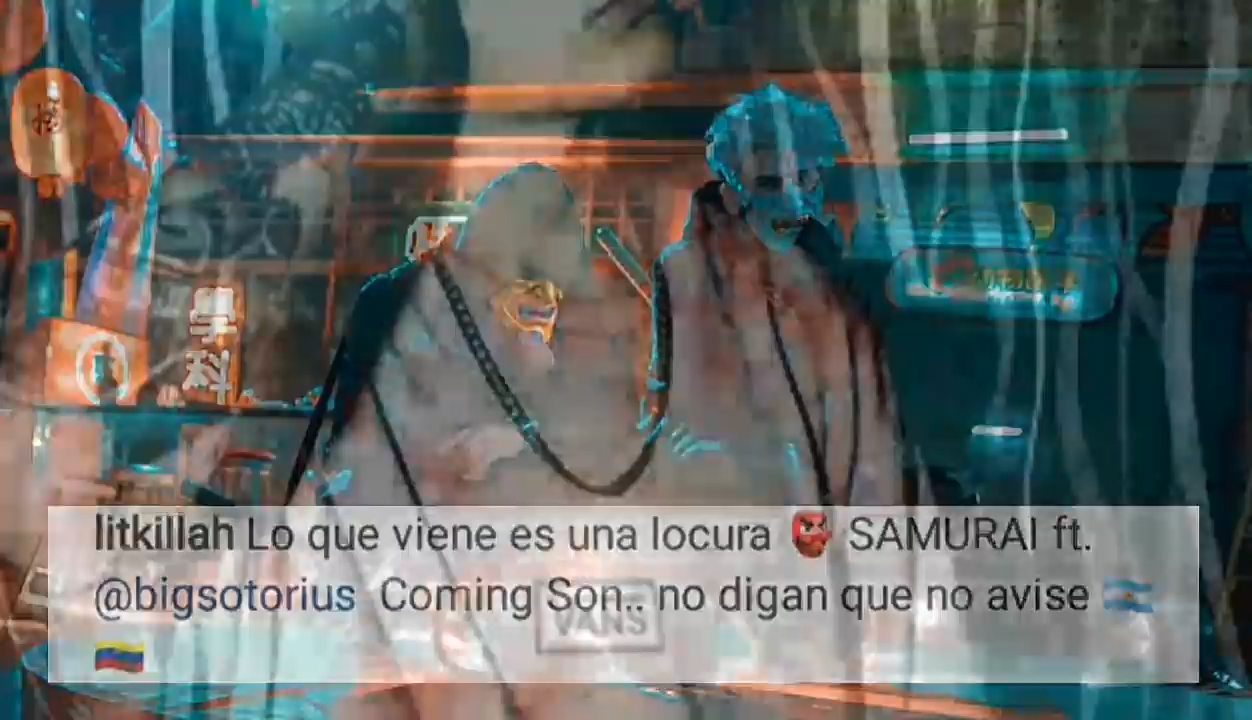 學
科
litkillah Lo que viene es una locura 👹 SAMURAI ft.
@bigsotorius Coming Son.. no digan que no avise 🇦🇷
🇻🇪
VANS